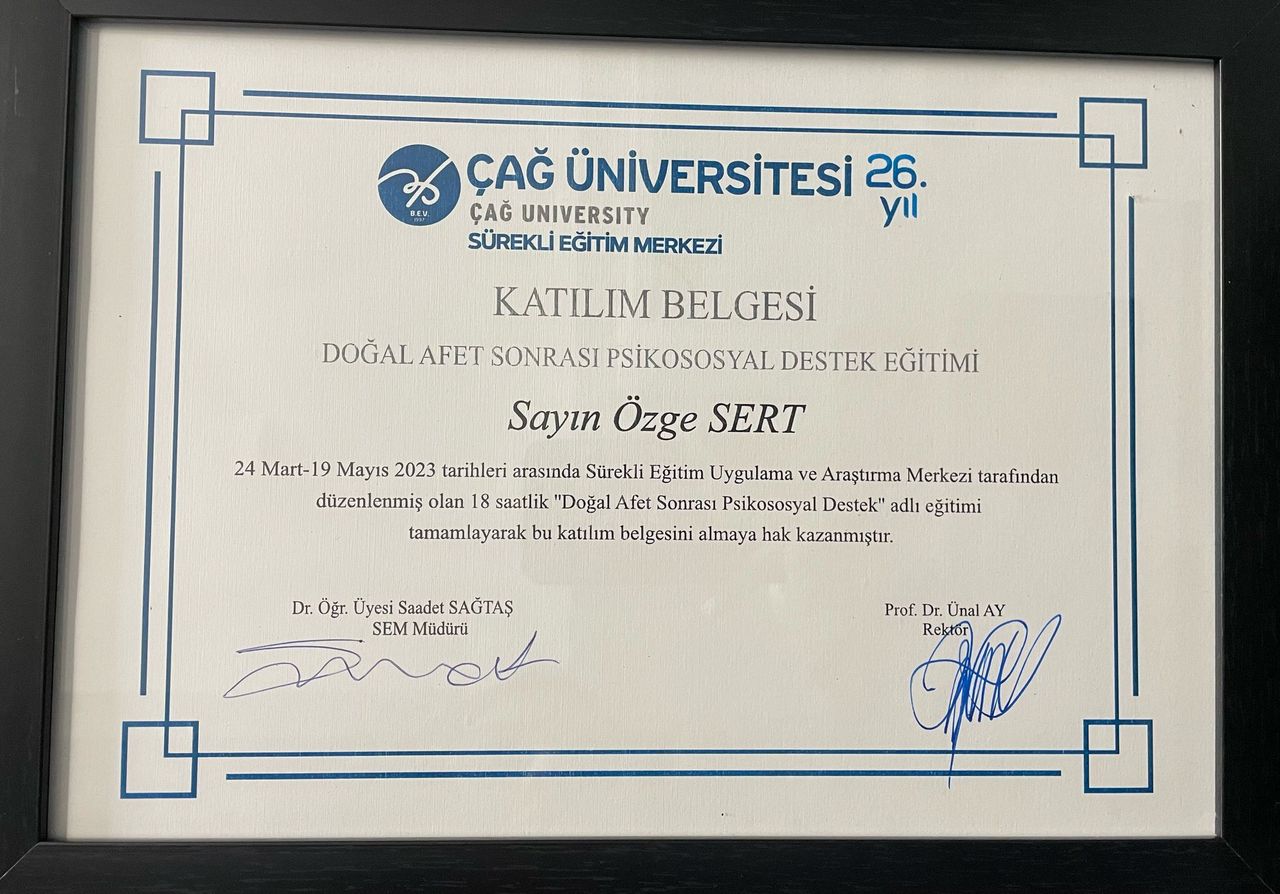 ÇAĞ ÜNİVERSİTESİ 26.
yıl
B.E.V.
1997
ÇAĞ UNIVERSITY
SÜREKLİ EĞİTİM MERKEZİ
KATILIM BELGESİ
DOĞAL AFET SONRASI PSİKOSOSYAL DESTEK EĞİTİMİ
Sayın Özge SERT
24 Mart-19 Mayıs 2023 tarihleri arasında Sürekli Eğitim Uygulama ve Araştırma Merkezi tarafından
düzenlenmiş olan 18 saatlik "Doğal Afet Sonrası Psikososyal Destek" adlı eğitimi
tamamlayarak bu katılım belgesini almaya hak kazanmıştır.
Dr. Öğr. Üyesi Saadet SAĞTAŞ
SEM Müdürü
Prof. Dr. Ünal AY
Rektör